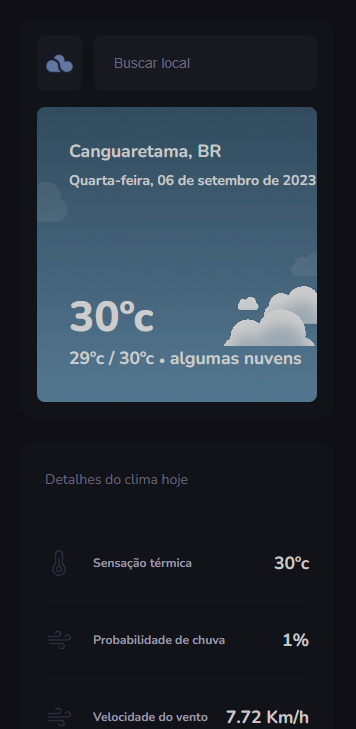 Buscar local
Canguaretama, BR
Quarta-feira, 06 de setembro de 2023
30ºc
29ºc / 30ºc • algumas nuvens
Detalhes do clima hoje
Sensação térmica 30ºc
Probabilidade de chuva 1%
Velocidade do vento 7.72 Km/h